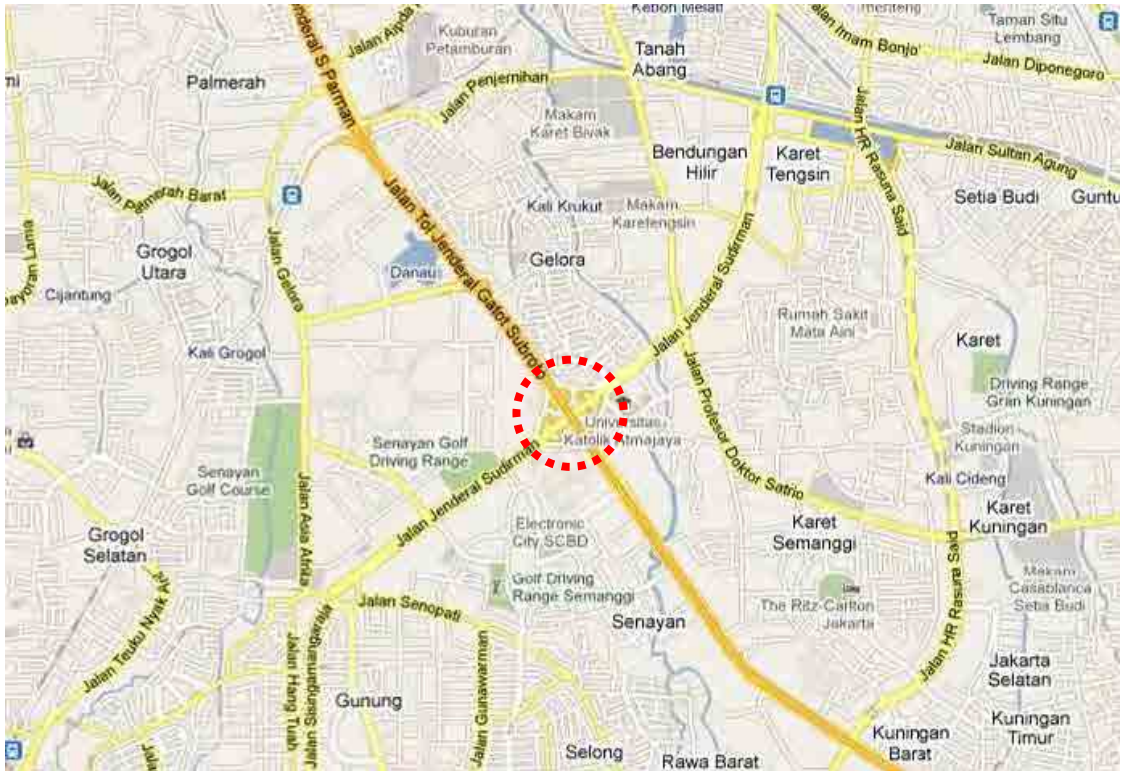 Kebon Melati
Menteng
Taman Situ
Lembang
Jalan Imam Bonjo
Jalan Diponegoro
Kuburan
Petamburan
Tanah
Abang
Jalan Penjernihan
Palmerah
Makam
Karet Bivak
Bendungan
Hilir
Karet
Tengsin
Jalan Sultan Agung
Setia Budi
Guntu
Jalan HR Rasuna Said
Jalan Palmerah Barat
Jalan Tol Jenderal Gatot Subroto
Kali Krukut
Makam
Karetengsin
Grogol
Utara
Jalan Gelora
Danau
Gelora
Jalan Jenderal Sudirman
Cijantung
Rumah Sakit
Mata Aini
Karet
Kali Grogol
Jalan Profesor Doktor Satrio
Driving Range
Gran Kuningan
Universitas
Katolik Atmajaya
Stadion
Kuningan
Senayan Golf
Driving Range
Senayan
Golf Course
Jalan Jenderal Sudirman
Kali Cideng
Jalan Asia Afrika
Karet
Kuningan
Electronic
City SCBD
Karet
Semanggi
Grogol
Selatan
Golf Driving
Range Semanggi
Makam
Casablanca
Setia Budi
Jalan Senopati
The Ritz-Carlton
Jakarta
Senayan
Jalan Teuku Nyak Ar
Jalan Hang Tuah
Jalan Sisingamangaraja
Jalan Gunawarman
Jalan HR Rasuna Said
Jakarta
Selatan
Gunung
Kuningan
Timur
Kuningan
Barat
Selong
Rawa Barat